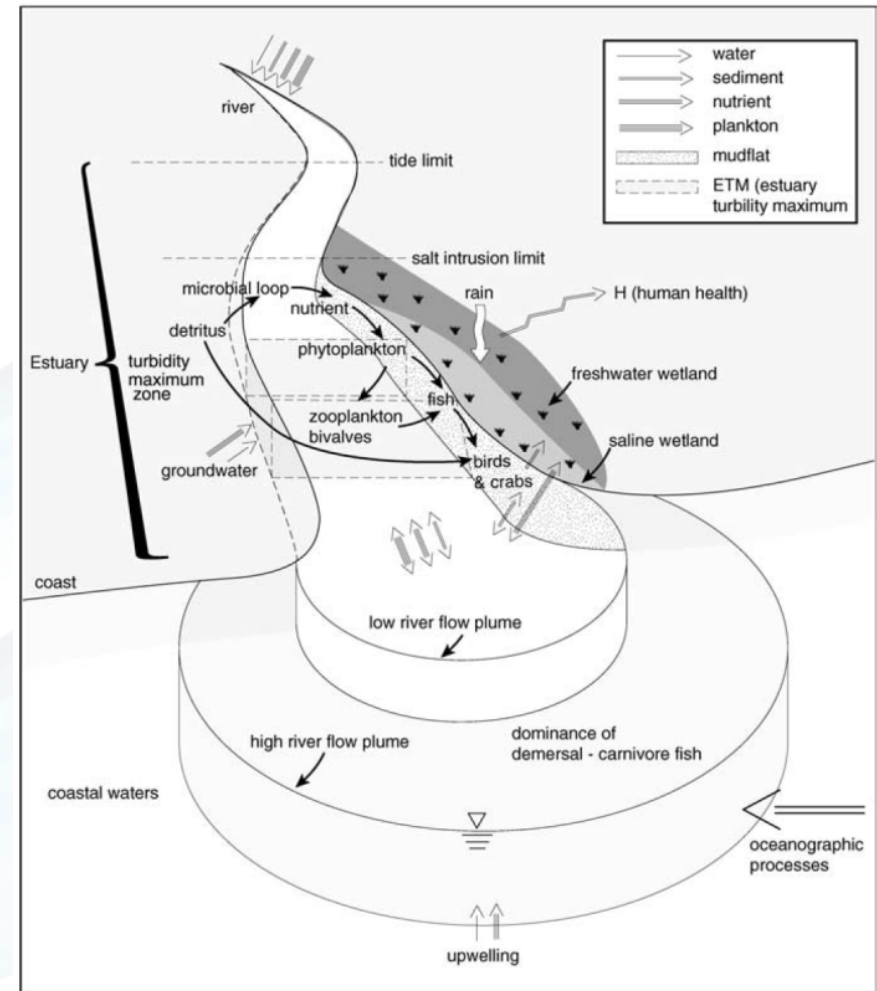 water
sediment
nutrient
plankton
mudflat
ETM (estuary
turbility maximum
river
tide limit
salt intrusion limit
microbial loop
rain
H (human health)
nutrient
detritus
phytoplankton
Estuary
turbidity
maximum
zone
fish
freshwater wetland
zooplankton
bivalves
saline wetland
groundwater
birds
& crabs
coast
low river flow plume
high river flow plume
dominance of
demersal - carnivore fish
coastal waters
oceanographic
processes
upwelling